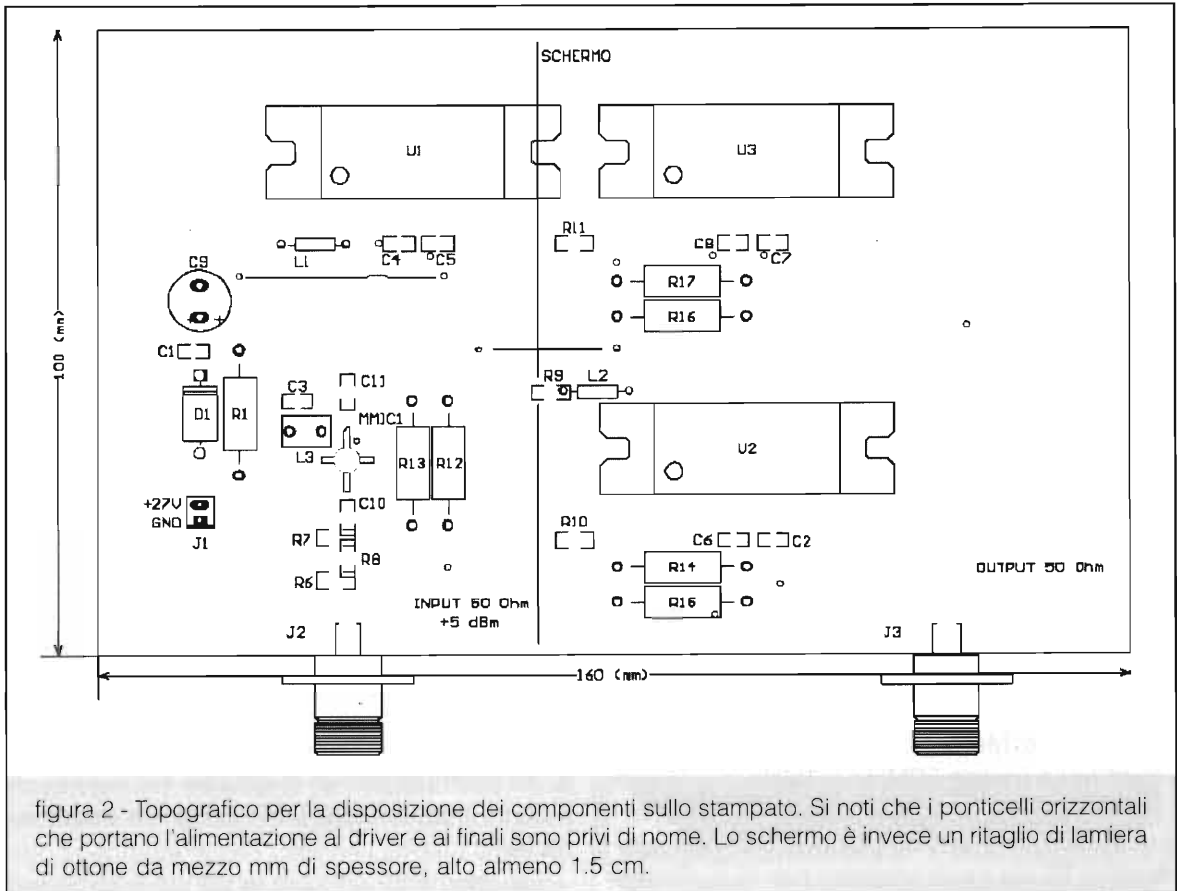 SCHERMO
U1
U3
R11
L1
C4
C5
C8
C7
C9
R17
+
+
R16
100 (mm)
C1
C11
R9
L2
C3
D1
R1
MMIC1
L3
R13
R12
U2
+27V
GND
J1
C10
R7
R8
R6
R10
C6
C2
R14
OUTPUT 50 Ohm
INPUT 50 Ohm
+5 dBm
R15
J2
J3
160 (mm)
figura 2 - Topografico per la disposizione dei componenti sullo stampato. Si noti che i ponticelli orizzontali
che portano l'alimentazione al driver e ai finali sono privi di nome. Lo schermo è invece un ritaglio di lamiera
di ottone da mezzo mm di spessore, alto almeno 1.5 cm.